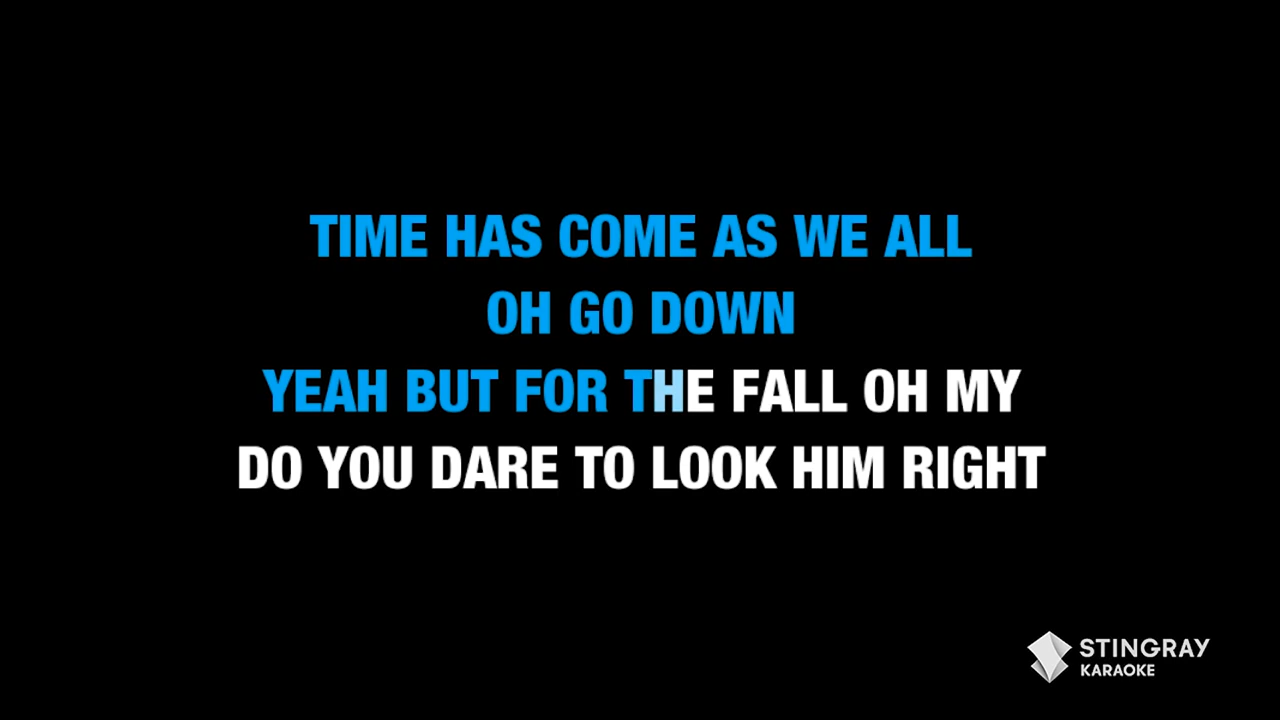 TIME HAS COME AS WE ALL
OH GO DOWN
YEAH BUT FOR THE FALL OH MY
DO YOU DARE TO LOOK HIM RIGHT
STINGRAY
KARAOKE